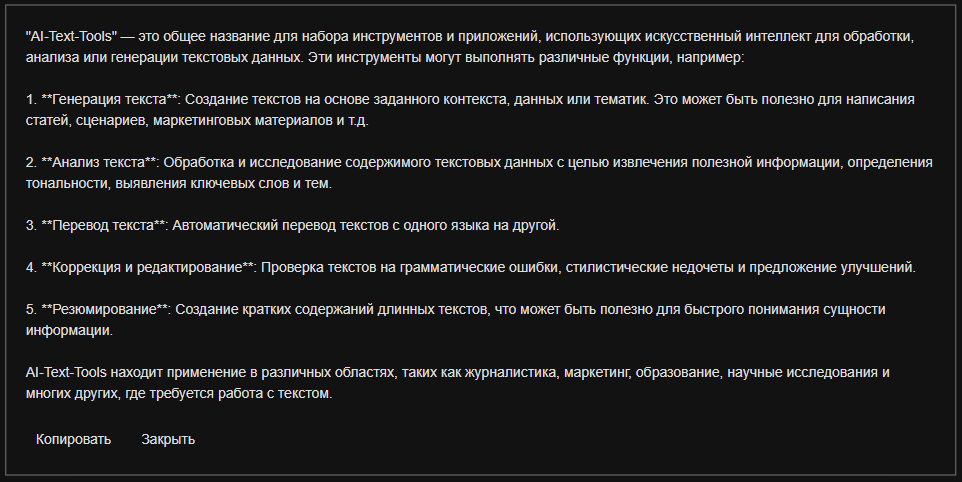 "AI-Text-Tools" — это общее название для набора инструментов и приложений, использующих искусственный интеллект для обработки,
анализа или генерации текстовых данных. Эти инструменты могут выполнять различные функции, например:
1. **Генерация текста**: Создание текстов на основе заданного контекста, данных или тематик. Это может быть полезно для написания
статей, сценариев, маркетинговых материалов и т.д.
2. **Анализ текста**: Обработка и исследование содержимого текстовых данных с целью извлечения полезной информации, определения
тональности, выявления ключевых слов и тем.
3. **Перевод текста**: Автоматический перевод текстов с одного языка на другой.
4. **Коррекция и редактирование**: Проверка текстов на грамматические ошибки, стилистические недочеты и предложение улучшений.
5. **Резюмирование**: Создание кратких содержаний длинных текстов, что может быть полезно для быстрого понимания сущности
информации.
AI-Text-Tools находит применение в различных областях, таких как журналистика, маркетинг, образование, научные исследования и
многих других, где требуется работа с текстом.
Копировать Закрыть